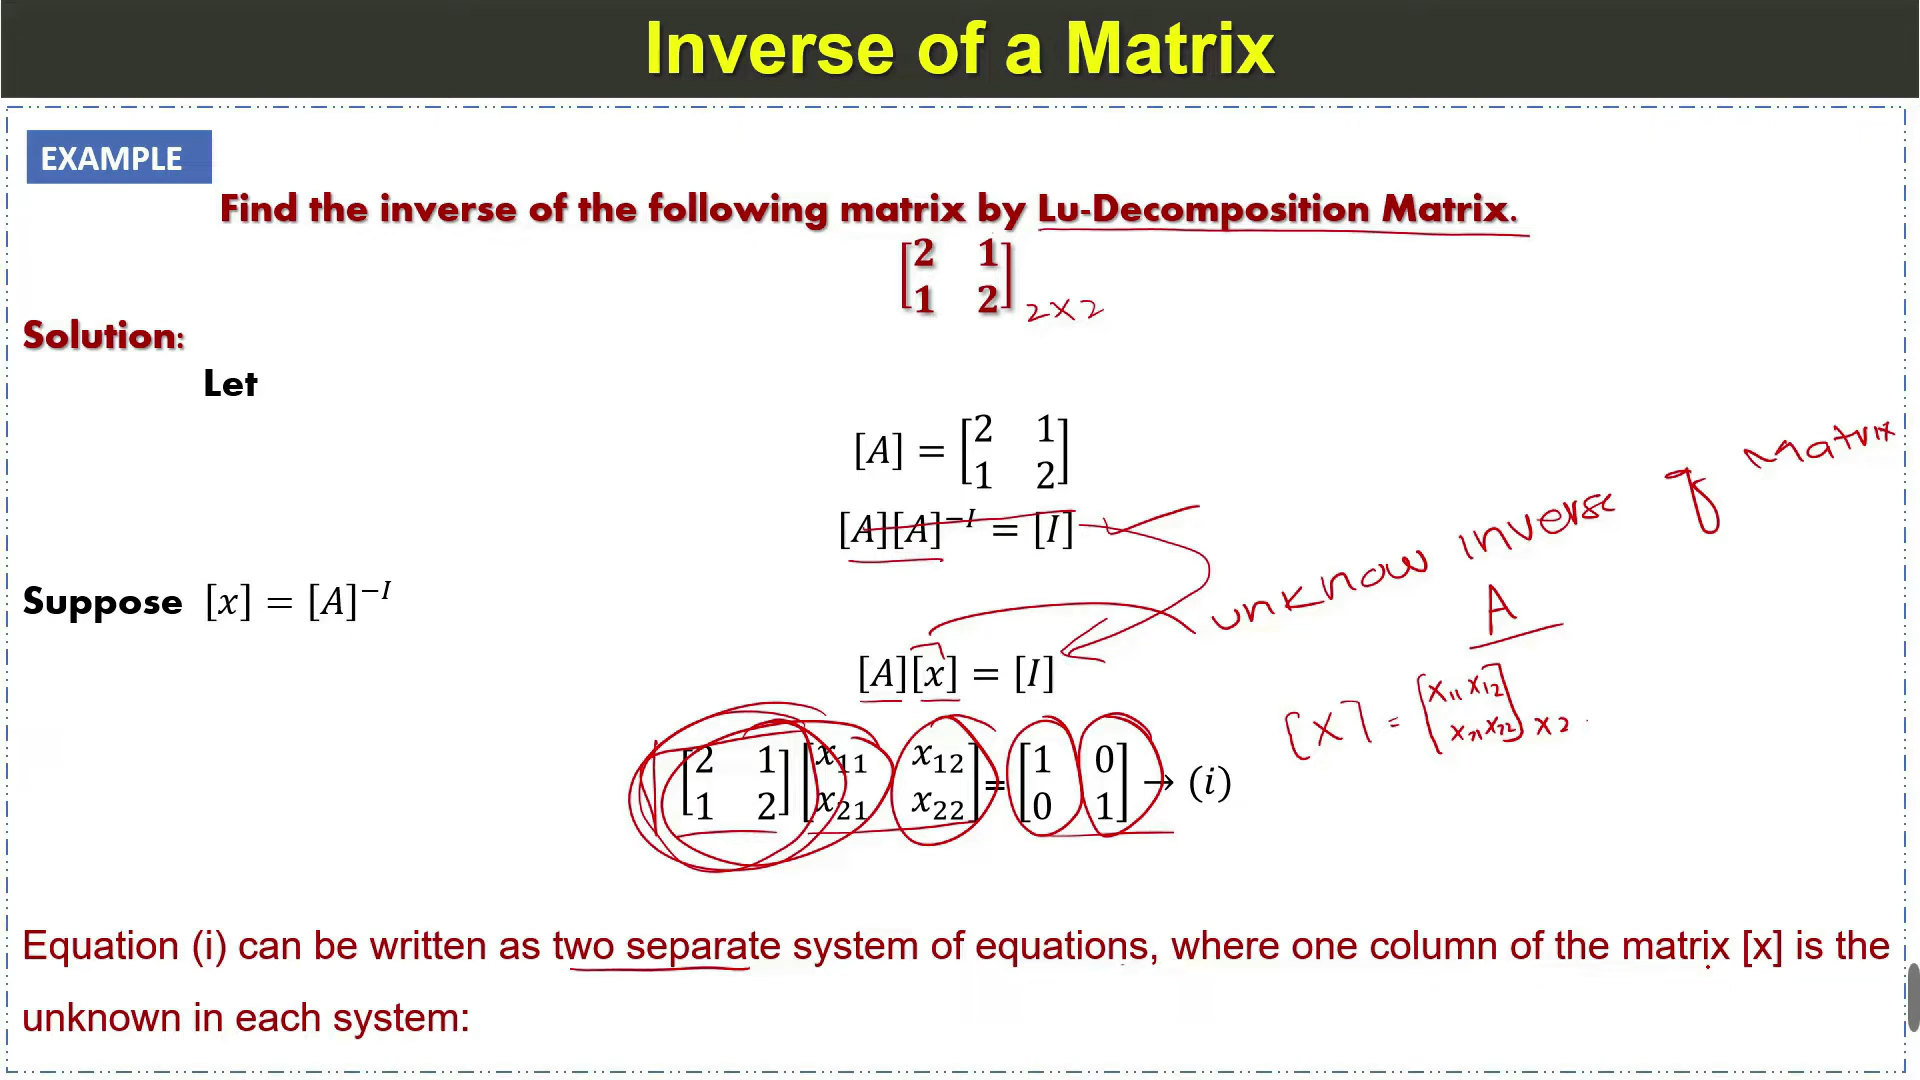 Inverse of a Matrix
EXAMPLE
Find the inverse of the following matrix by Lu-Decomposition Matrix.
[2 1
1 2] 2x2
Solution:
Let
[A] = [2 1
1 2]
[A][A]⁻ᴵ = [I]
Suppose [x] = [A]⁻ᴵ
unknow inverse of Matrix
A
[A][x] = [I]
[X] = [x₁₁ x₁₂
x₂₁ x₂₂] x 2
[2 1
1 2] [x₁₁ x₁₂
x₂₁ x₂₂] = [1 0
0 1] → (i)
Equation (i) can be written as two separate system of equations, where one column of the matrix [x] is the
unknown in each system: